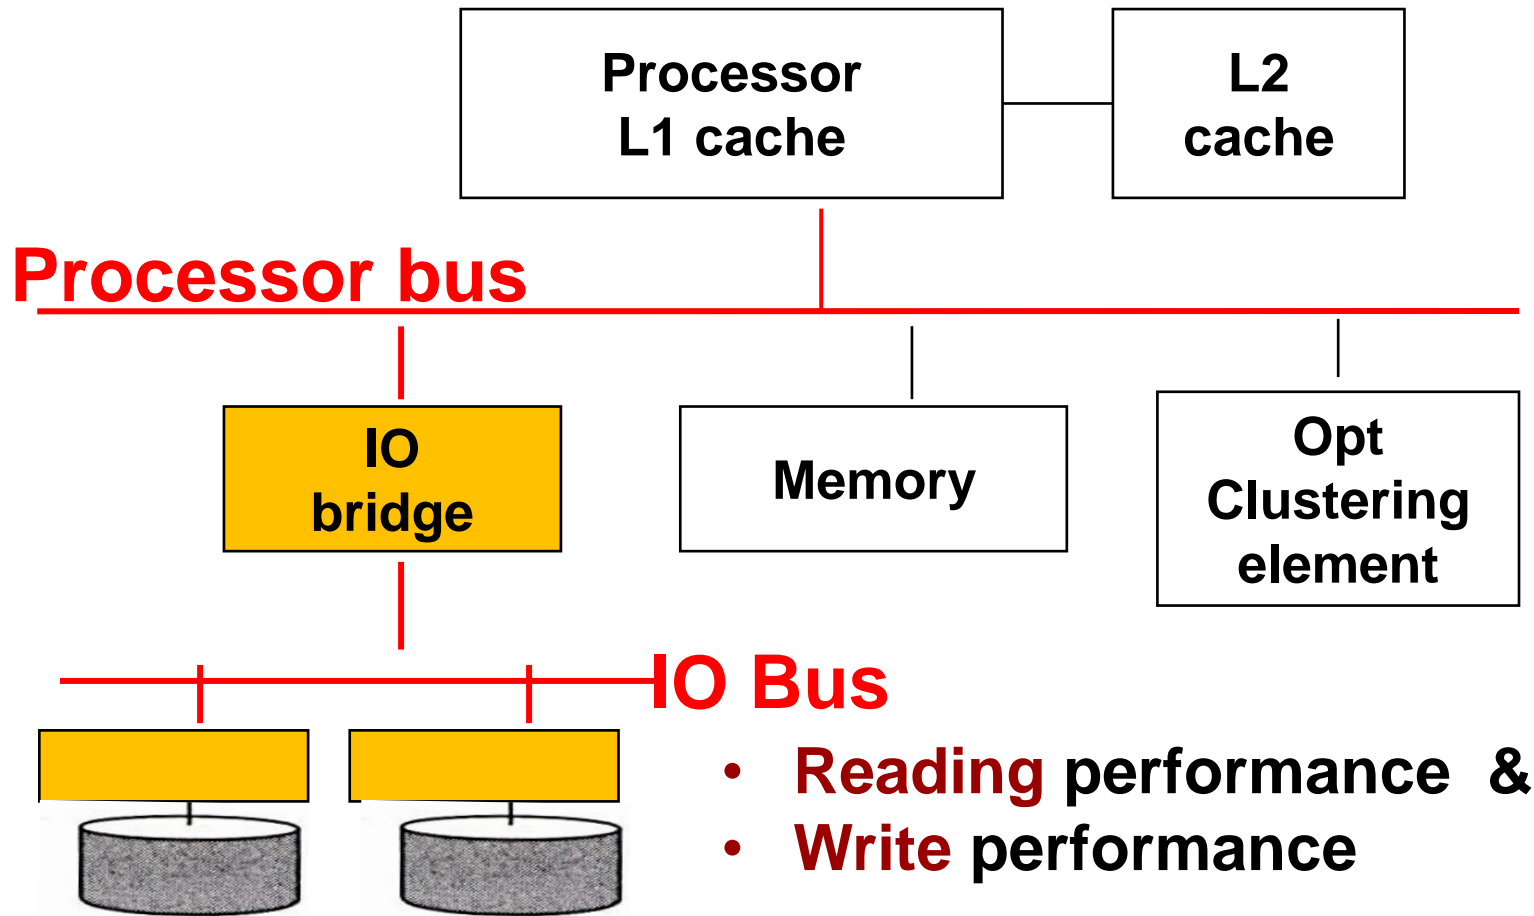 Processor
L1 cache
L2
cache
Processor bus
IO
bridge
Memory
Opt
Clustering
element
IO Bus
• Reading performance &
• Write performance